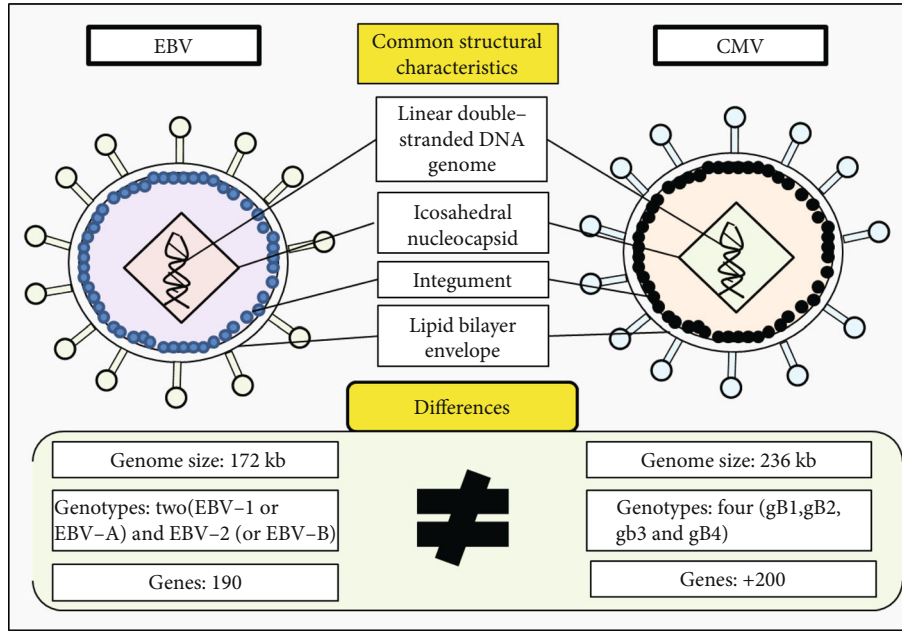 EBV
Common structural
characteristics
CMV
Linear double–
stranded DNA
genome
Icosahedral
nucleocapsid
Integument
Lipid bilayer
envelope
Differences
Genome size: 172 kb
Genotypes: two(EBV–1 or
EBV–A) and EBV–2 (or EBV–B)
Genes: 190
≠
Genome size: 236 kb
Genotypes: four (gB1,gB2,
gb3 and gB4)
Genes: +200